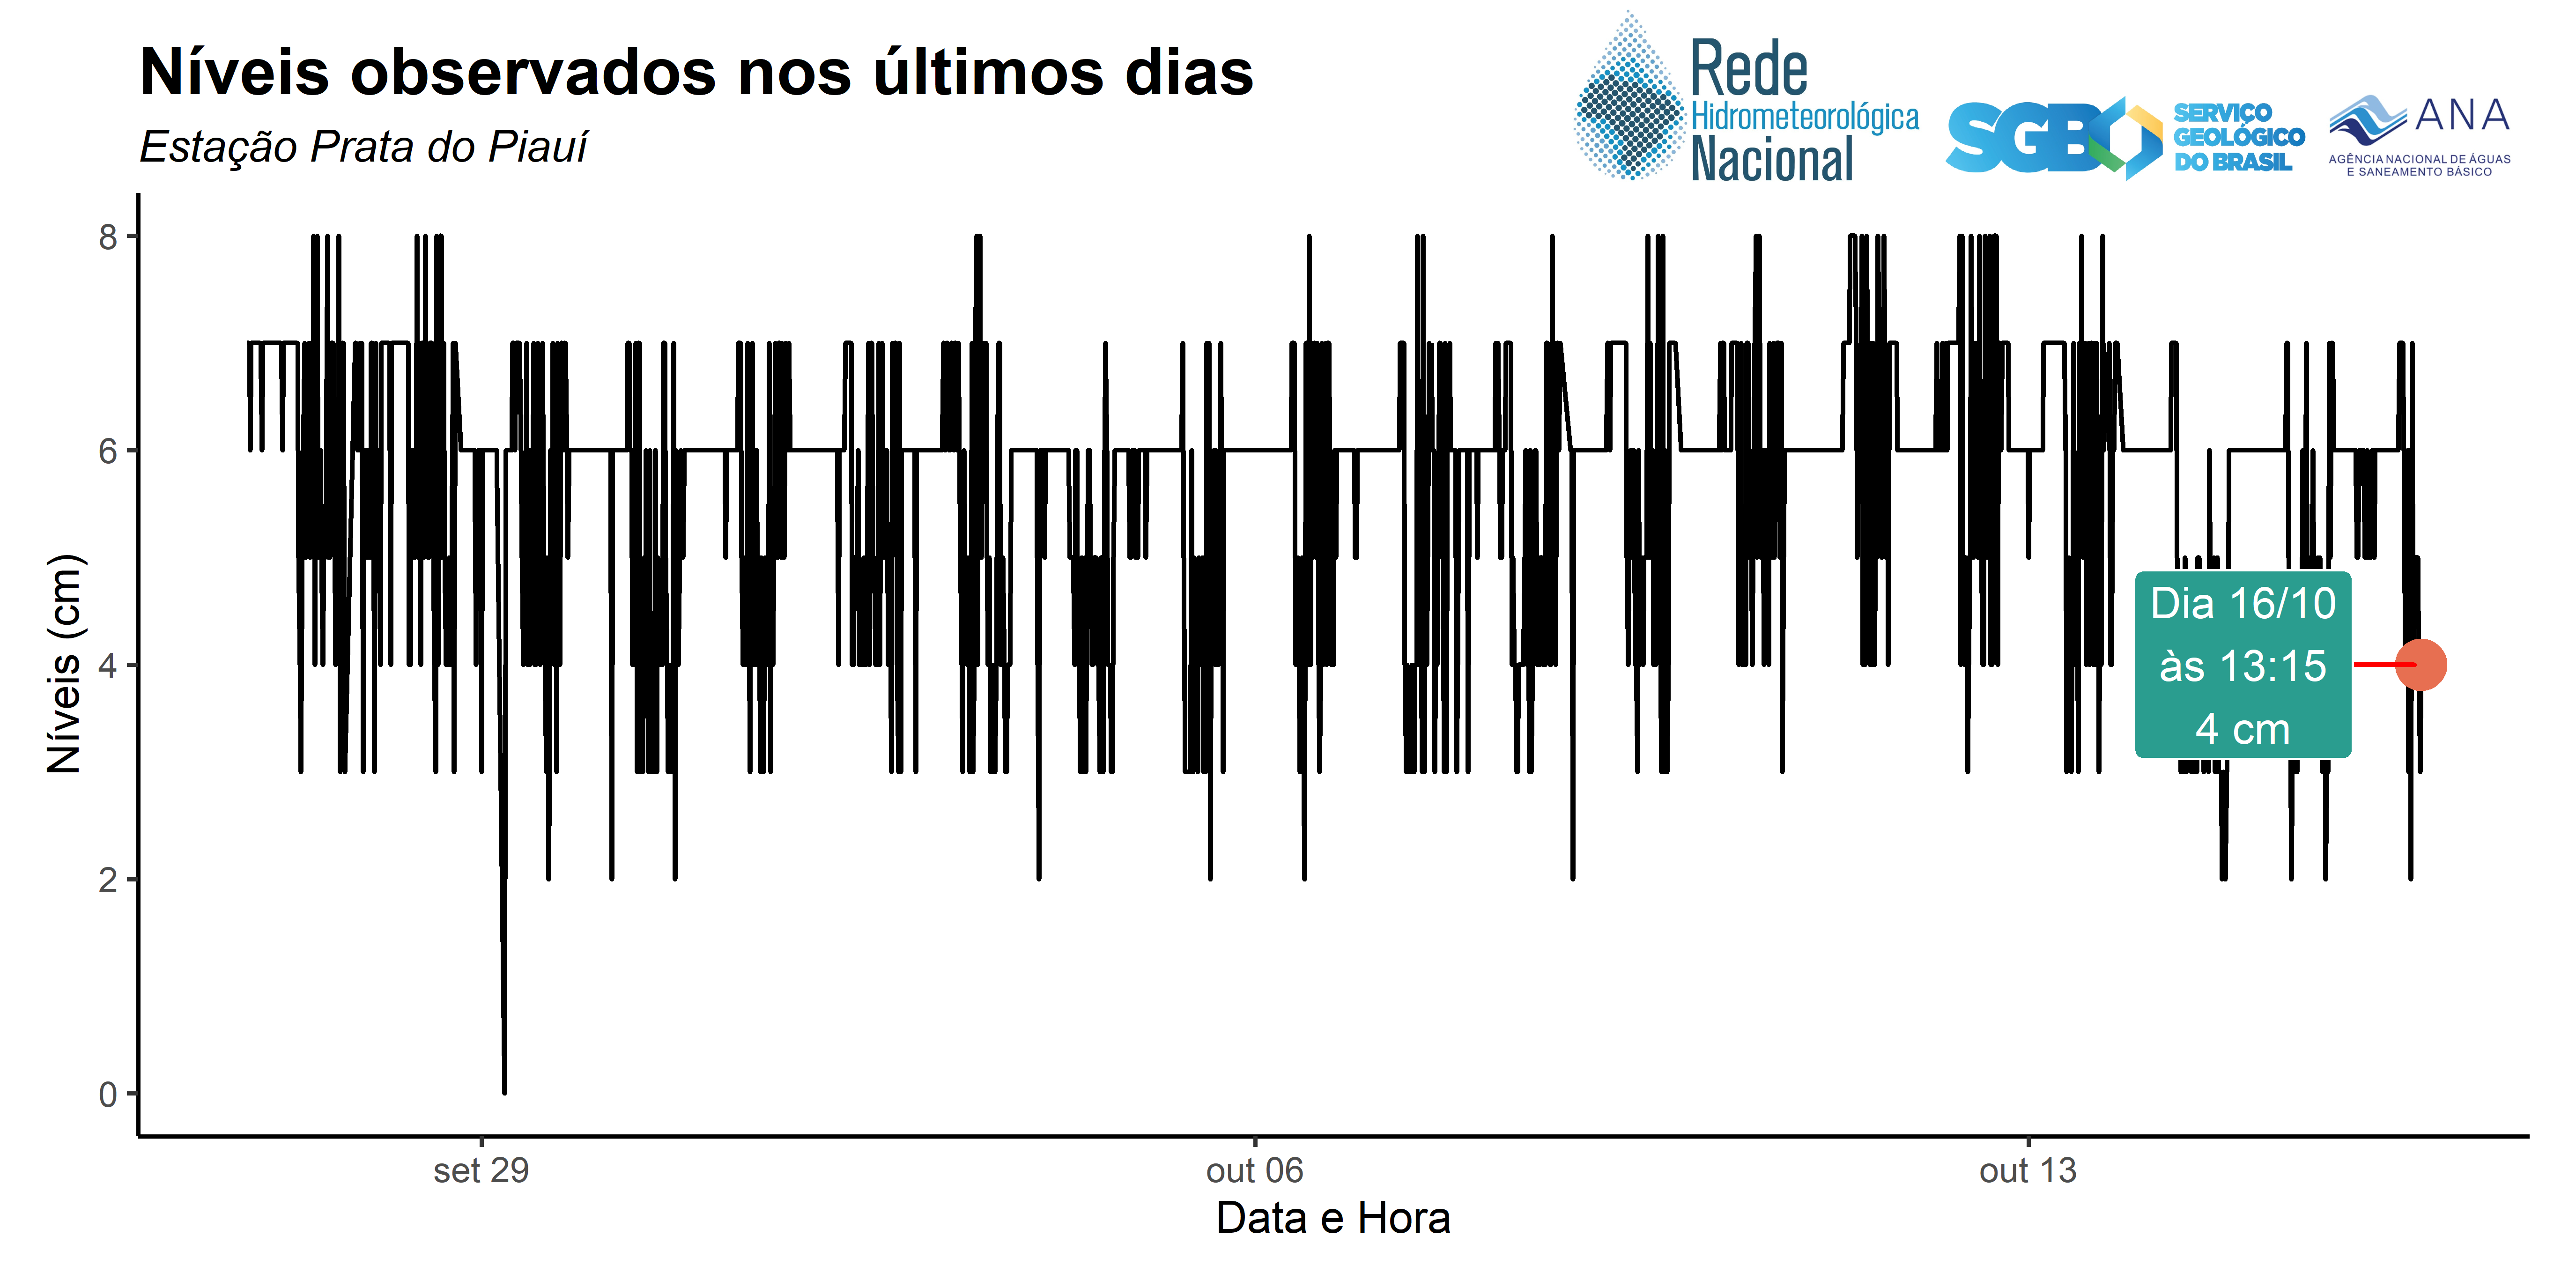 Níveis observados nos últimos dias
Estação Prata do Piauí
Rede
Hidrometeorológica
Nacional
SGB
SERVIÇO
GEOLÓGICO
DO BRASIL
ANA
AGÊNCIA NACIONAL DE ÁGUAS
E SANEAMENTO BÁSICO
Níveis (cm)
8
6
4
2
0
Dia 16/10
às 13:15
4 cm
set 29
out 06
out 13
Data e Hora